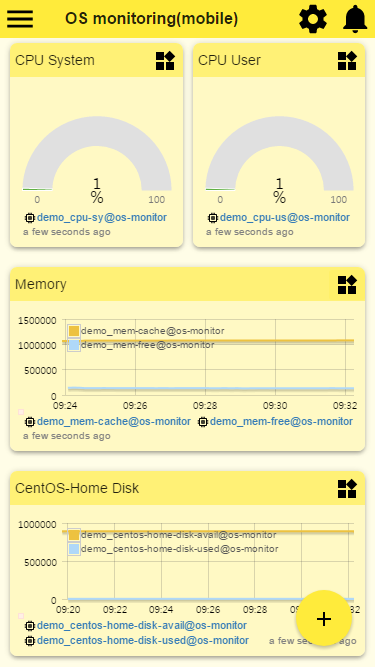 OS monitoring(mobile)
CPU System
CPU User
1
%
0 100
demo_cpu-sy@os-monitor
a few seconds ago
1
%
0 100
demo_cpu-us@os-monitor
a few seconds ago
Memory
1500000
1000000
500000
0
demo_mem-cache@os-monitor
demo_mem-free@os-monitor
09:24 09:26 09:28 09:30 09:32
demo_mem-cache@os-monitor demo_mem-free@os-monitor
a few seconds ago
CentOS-Home Disk
1000000
500000
0
demo_centos-home-disk-avail@os-monitor
demo_centos-home-disk-used@os-monitor
09:20 09:22 09:24 09:26 09:28 09:32
demo_centos-home-disk-avail@os-monitor
demo_centos-home-disk-used@os-monitor a few ago